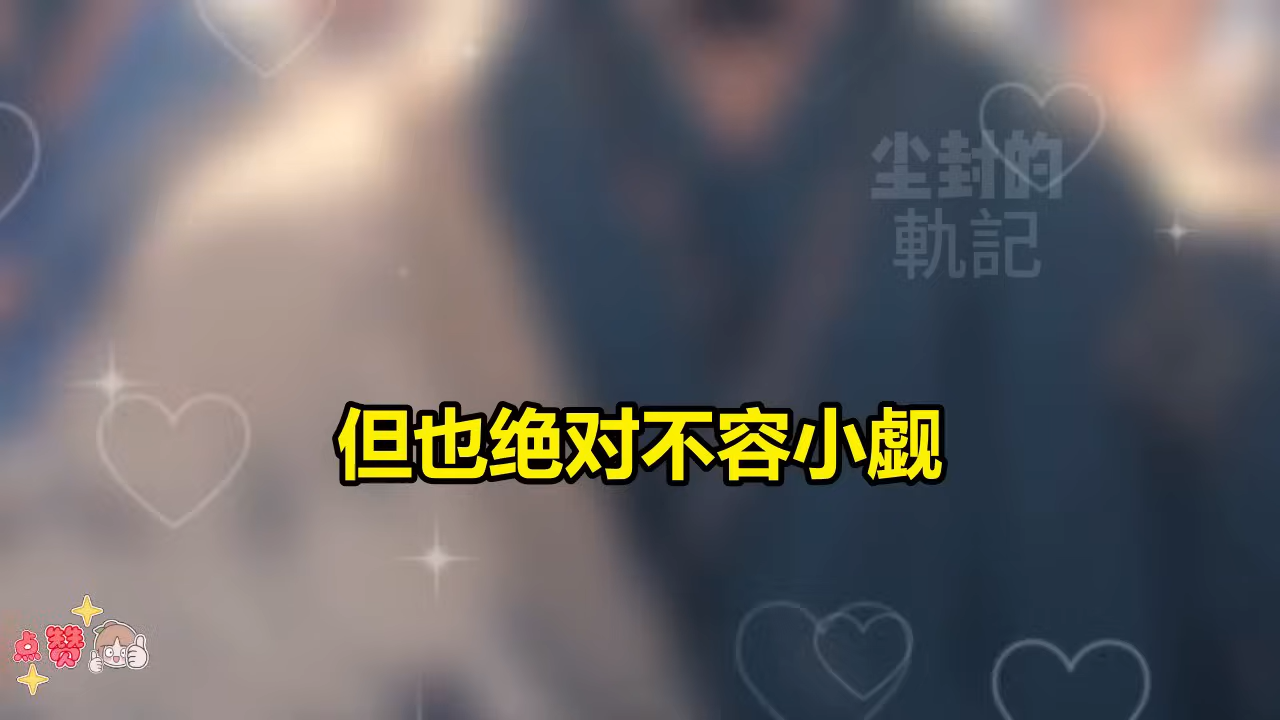 尘封的
軌記
但也绝对不容小觑
点赞